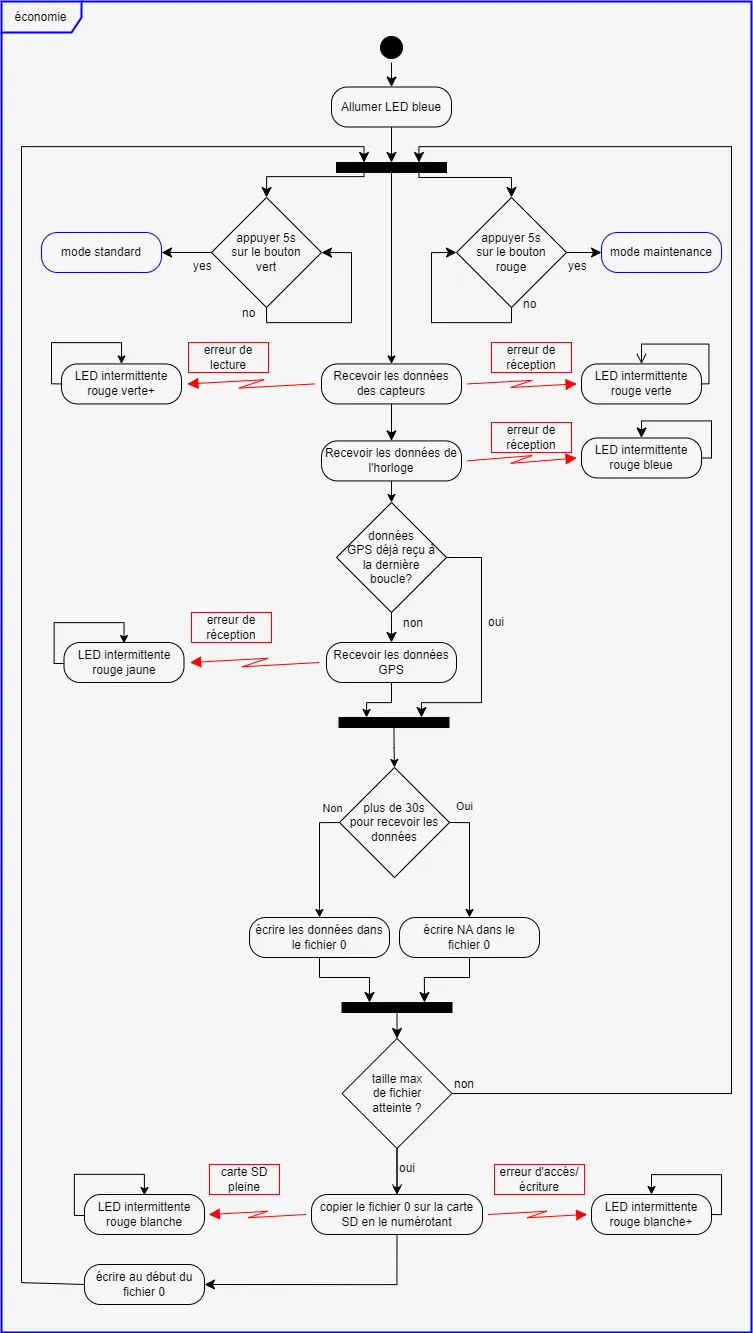 économie
Allumer LED bleue
appuyer 5s
sur le bouton
vert
appuyer 5s
sur le bouton
rouge
mode standard
yes
mode maintenance
yes
no
no
erreur de
lecture
erreur de
réception
LED intermittente
rouge verte+
Recevoir les données
des capteurs
LED intermittente
rouge verte
erreur de
réception
Recevoir les données de
l'horloge
LED intermittente
rouge bleue
données
GPS déjà reçu à
la dernière
boucle?
non
oui
erreur de
réception
LED intermittente
rouge jaune
Recevoir les données
GPS
Non
plus de 30s
pour recevoir les
données
Oui
écrire les données dans
le fichier 0
écrire NA dans le
fichier 0
taille max
de fichier
atteinte ?
non
oui
carte SD
pleine
erreur d'accès/
écriture
LED intermittente
rouge blanche
copier le fichier 0 sur la carte
SD en le numérotant
LED intermittente
rouge blanche+
écrire au début du
fichier 0